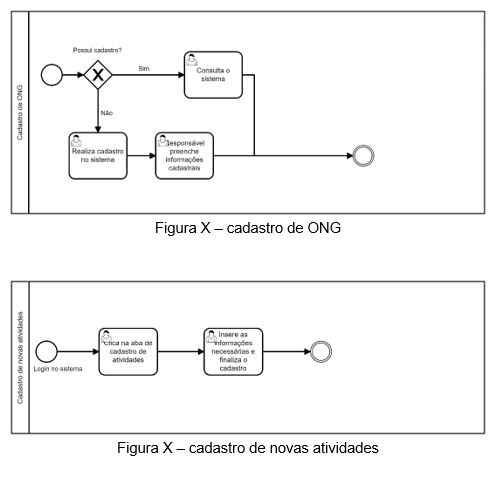 Cadastro de ONG
Possui cadastro?
Sim
Não
Consulta o
sistema
Realiza cadastro
no sistema
Responsável
preenche
informações
cadastrais
Figura X – cadastro de ONG
Cadastro de novas atividades
Login no sistema
Clica na aba de
cadastro de
atividades
Insere as
informações
necessárias e
finaliza o
cadastro
Figura X – cadastro de novas atividades